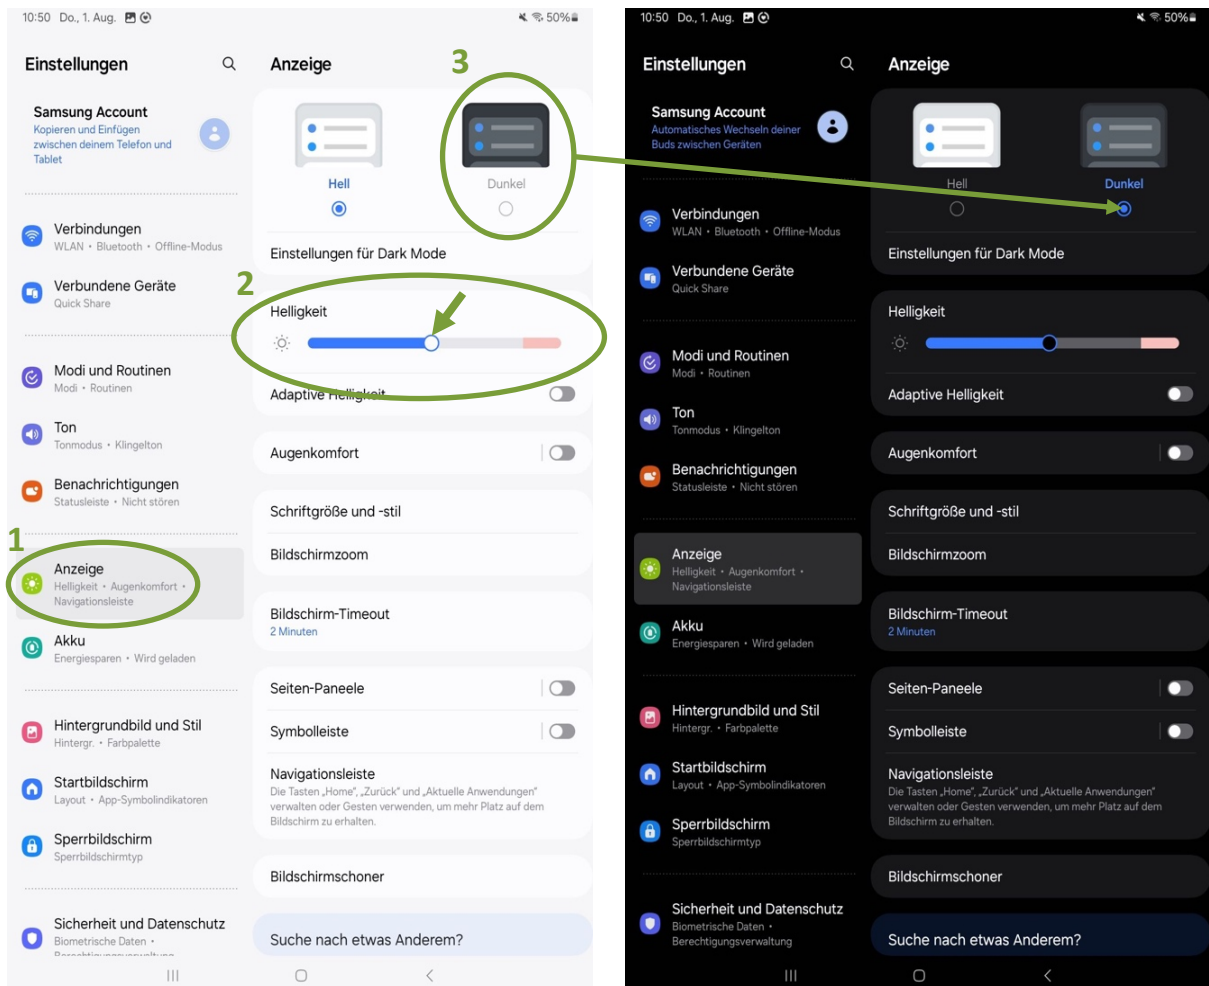 10:50 Do., 1. Aug. 50%
Einstellungen
Samsung Account
Kopieren und Einfügen
zwischen deinem Telefon und
Tablet
Verbindungen
WLAN • Bluetooth • Offline-Modus
Verbundene Geräte
Quick Share
Modi und Routinen
Modi • Routinen
Ton
Tonmodus • Klingelton
Benachrichtigungen
Statusleiste • Nicht stören
1
Anzeige
Helligkeit • Augenkomfort •
Navigationsleiste
Akku
Energiesparen • Wird geladen
Hintergrundbild und Stil
Hintergr. • Farbpalette
Startbildschirm
Layout • App-Symbolindikatoren
Sperrbildschirm
Sperrbildschirmtyp
Sicherheit und Datenschutz
Biometrische Daten •
Berechtigungsverwaltung
Anzeige
3
Hell
Dunkel
Einstellungen für Dark Mode
2
Helligkeit
Adaptive Helligkeit
Augenkomfort
Schriftgröße und -stil
Bildschirmzoom
Bildschirm-Timeout
2 Minuten
Seiten-Paneele
Symbolleiste
Navigationsleiste
Die Tasten „Home", „Zurück" und „Aktuelle Anwendungen"
verwalten oder Gesten verwenden, um mehr Platz auf dem
Bildschirm zu erhalten.
Bildschirmschoner
Suche nach etwas Anderem?
10:50 Do., 1. Aug. 50%
Einstellungen
Samsung Account
Automatisches Wechseln deiner
Buds zwischen Geräten
Verbindungen
WLAN • Bluetooth • Offline-Modus
Verbundene Geräte
Quick Share
Modi und Routinen
Modi • Routinen
Ton
Tonmodus • Klingelton
Benachrichtigungen
Statusleiste • Nicht stören
Anzeige
Helligkeit • Augenkomfort •
Navigationsleiste
Akku
Energiesparen • Wird geladen
Hintergrundbild und Stil
Hintergr. • Farbpalette
Startbildschirm
Layout • App-Symbolindikatoren
Sperrbildschirm
Sperrbildschirmtyp
Sicherheit und Datenschutz
Biometrische Daten •
Berechtigungsverwaltung
Anzeige
Hell
Dunkel
Einstellungen für Dark Mode
Helligkeit
Adaptive Helligkeit
Augenkomfort
Schriftgröße und -stil
Bildschirmzoom
Bildschirm-Timeout
2 Minuten
Seiten-Paneele
Symbolleiste
Navigationsleiste
Die Tasten „Home", „Zurück" und „Aktuelle Anwendungen"
verwalten oder Gesten verwenden, um mehr Platz auf dem
Bildschirm zu erhalten.
Bildschirmschoner
Suche nach etwas Anderem?